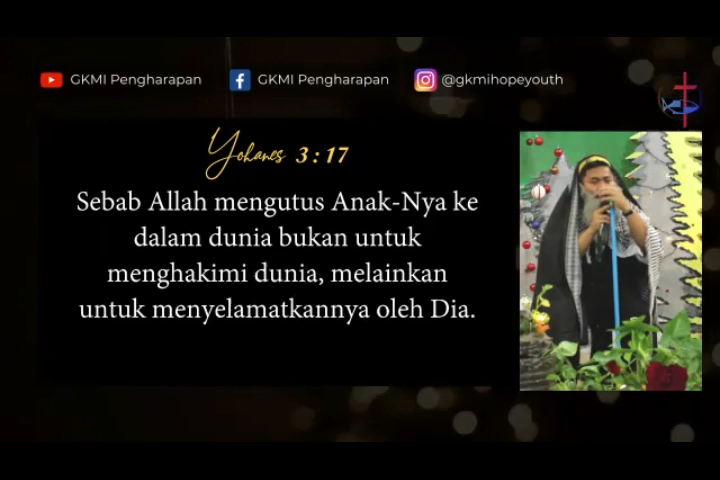 GKMI Pengharapan
GKMI Pengharapan
@gkmihopeyouth
Yohanes 3:17
Sebab Allah mengutus Anak-Nya ke
dalam dunia bukan untuk
menghakimi dunia, melainkan
untuk menyelamatkannya oleh Dia.